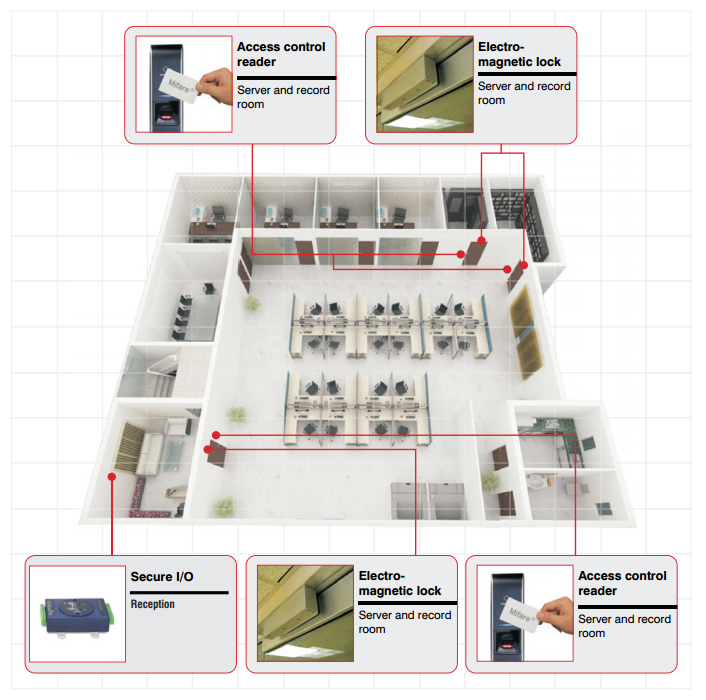 Access control
reader
Server and record
room
Mifare®
Electro-
magnetic lock
Server and record
room
Secure I/O
Reception
Electro-
magnetic lock
Server and record
room
Access control
reader
Server and record
room
Mifare®